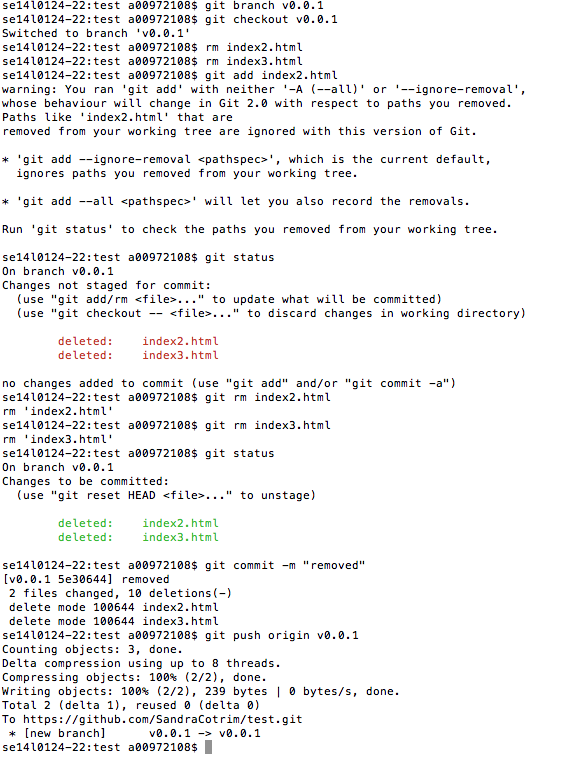 se14l0124-22:test a00972108$ git branch v0.0.1
se14l0124-22:test a00972108$ git checkout v0.0.1
Switched to branch 'v0.0.1'
se14l0124-22:test a00972108$ rm index2.html
se14l0124-22:test a00972108$ rm index3.html
se14l0124-22:test a00972108$ git add index2.html
warning: You ran 'git add' with neither '-A (--all)' or '--ignore-removal',
whose behaviour will change in Git 2.0 with respect to paths you removed.
Paths like 'index2.html' that are
removed from your working tree are ignored with this version of Git.

* 'git add --ignore-removal <pathspec>', which is the current default,
  ignores paths you removed from your working tree.

* 'git add --all <pathspec>' will let you also record the removals.

Run 'git status' to check the paths you removed from your working tree.

se14l0124-22:test a00972108$ git status
On branch v0.0.1
Changes not staged for commit:
  (use "git add/rm <file>..." to update what will be committed)
  (use "git checkout -- <file>..." to discard changes in working directory)

        deleted:    index2.html
        deleted:    index3.html

no changes added to commit (use "git add" and/or "git commit -a")
se14l0124-22:test a00972108$ git rm index2.html
rm 'index2.html'
se14l0124-22:test a00972108$ git rm index3.html
rm 'index3.html'
se14l0124-22:test a00972108$ git status
On branch v0.0.1
Changes to be committed:
  (use "git reset HEAD <file>..." to unstage)

        deleted:    index2.html
        deleted:    index3.html

se14l0124-22:test a00972108$ git commit -m "removed"
[v0.0.1 5e30644] removed
 2 files changed, 10 deletions(-)
 delete mode 100644 index2.html
 delete mode 100644 index3.html
se14l0124-22:test a00972108$ git push origin v0.0.1
Counting objects: 3, done.
Delta compression using up to 8 threads.
Compressing objects: 100% (2/2), done.
Writing objects: 100% (2/2), 239 bytes | 0 bytes/s, done.
Total 2 (delta 1), reused 0 (delta 0)
To https://github.com/SandraCotrim/test.git
 * [new branch]      v0.0.1 -> v0.0.1
se14l0124-22:test a00972108$